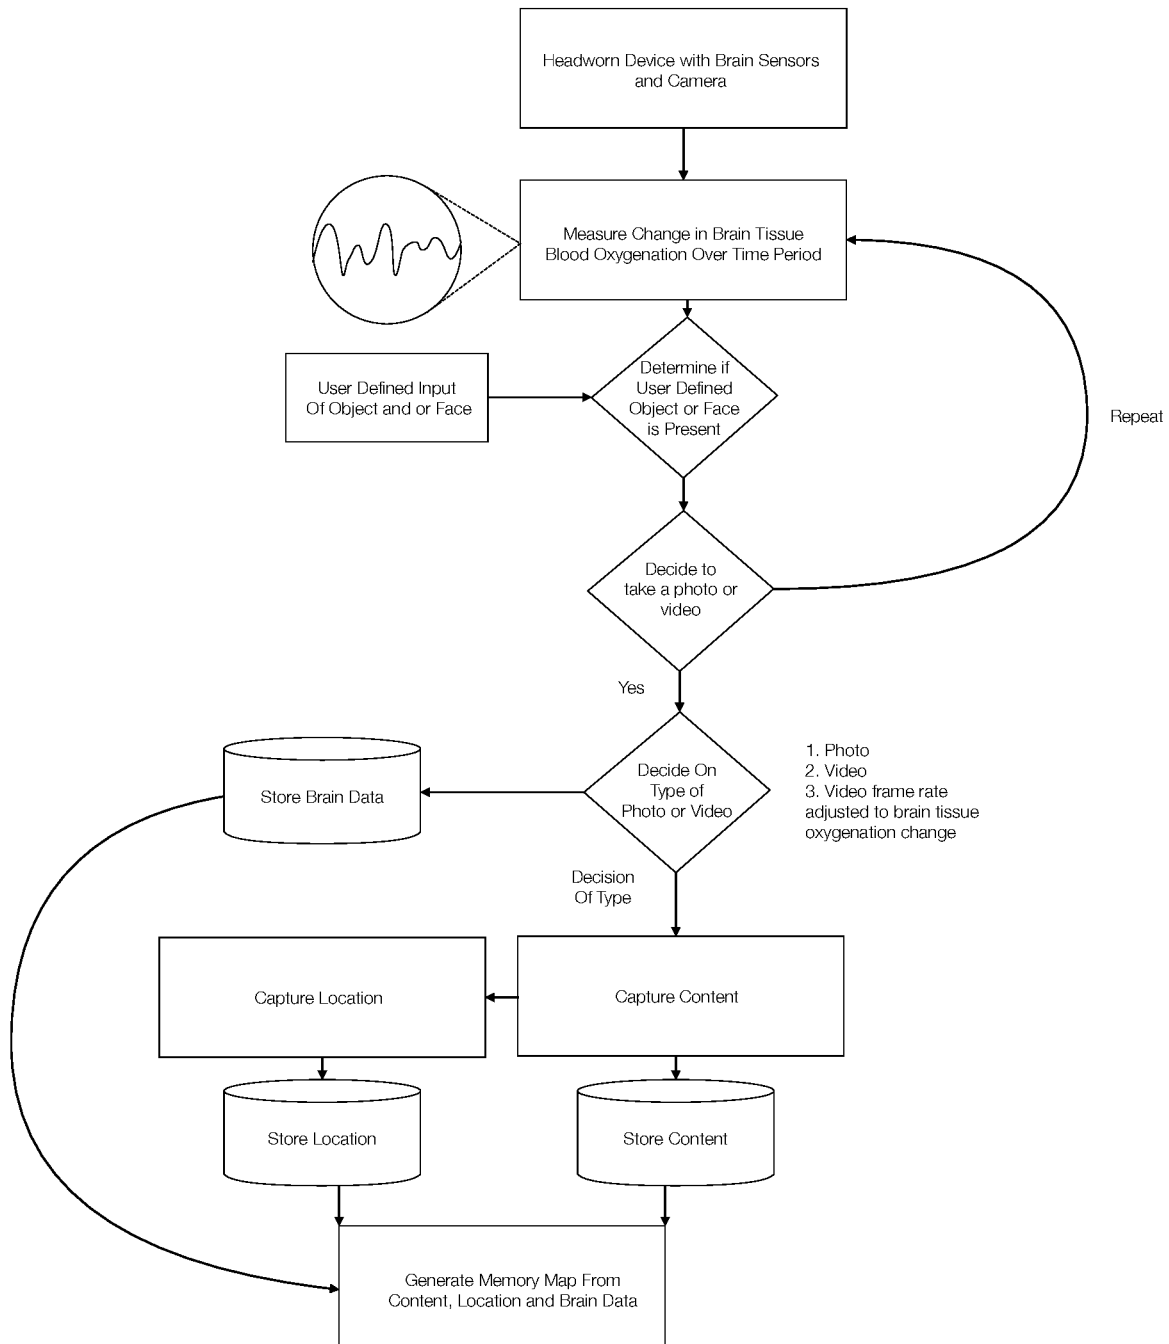 Headworn Device with Brain Sensors
and Camera
Measure Change in Brain Tissue
Blood Oxygenation Over Time Period
User Defined Input
Of Object and or Face
Determine if
User Defined
Object or Face
is Present
Repeat
Decide to
take a photo or
video
Yes
Decide On
Type of
Photo or Video
1. Photo
2. Video
3. Video frame rate
adjusted to brain tissue
oxygenation change
Store Brain Data
Decision
Of Type
Capture Location
Capture Content
Store Location
Store Content
Generate Memory Map From
Content, Location and Brain Data